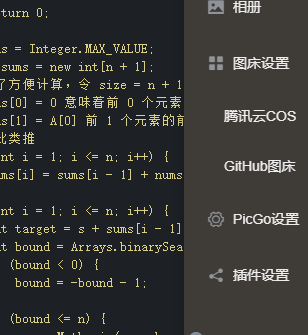 turn 0;
s = Integer.MAX_VALUE;
sums = new int[n + 1];
了方便计算，令 size = n + 1
s[0] = 0 意味着前 0 个元素
s[1] = A[0] 前 1 个元素的前
此类推
nt i = 1; i <= n; i++) {
ms[i] = sums[i - 1] + nums
nt i = 1; i <= n; i++) {
t target = s + sums[i - 1]
t bound = Arrays.binarySea
(bound < 0) {
bound = -bound - 1;
(bound <= n) {
相册
图床设置
腾讯云COS
GitHub图床
PicGo设置
插件设置